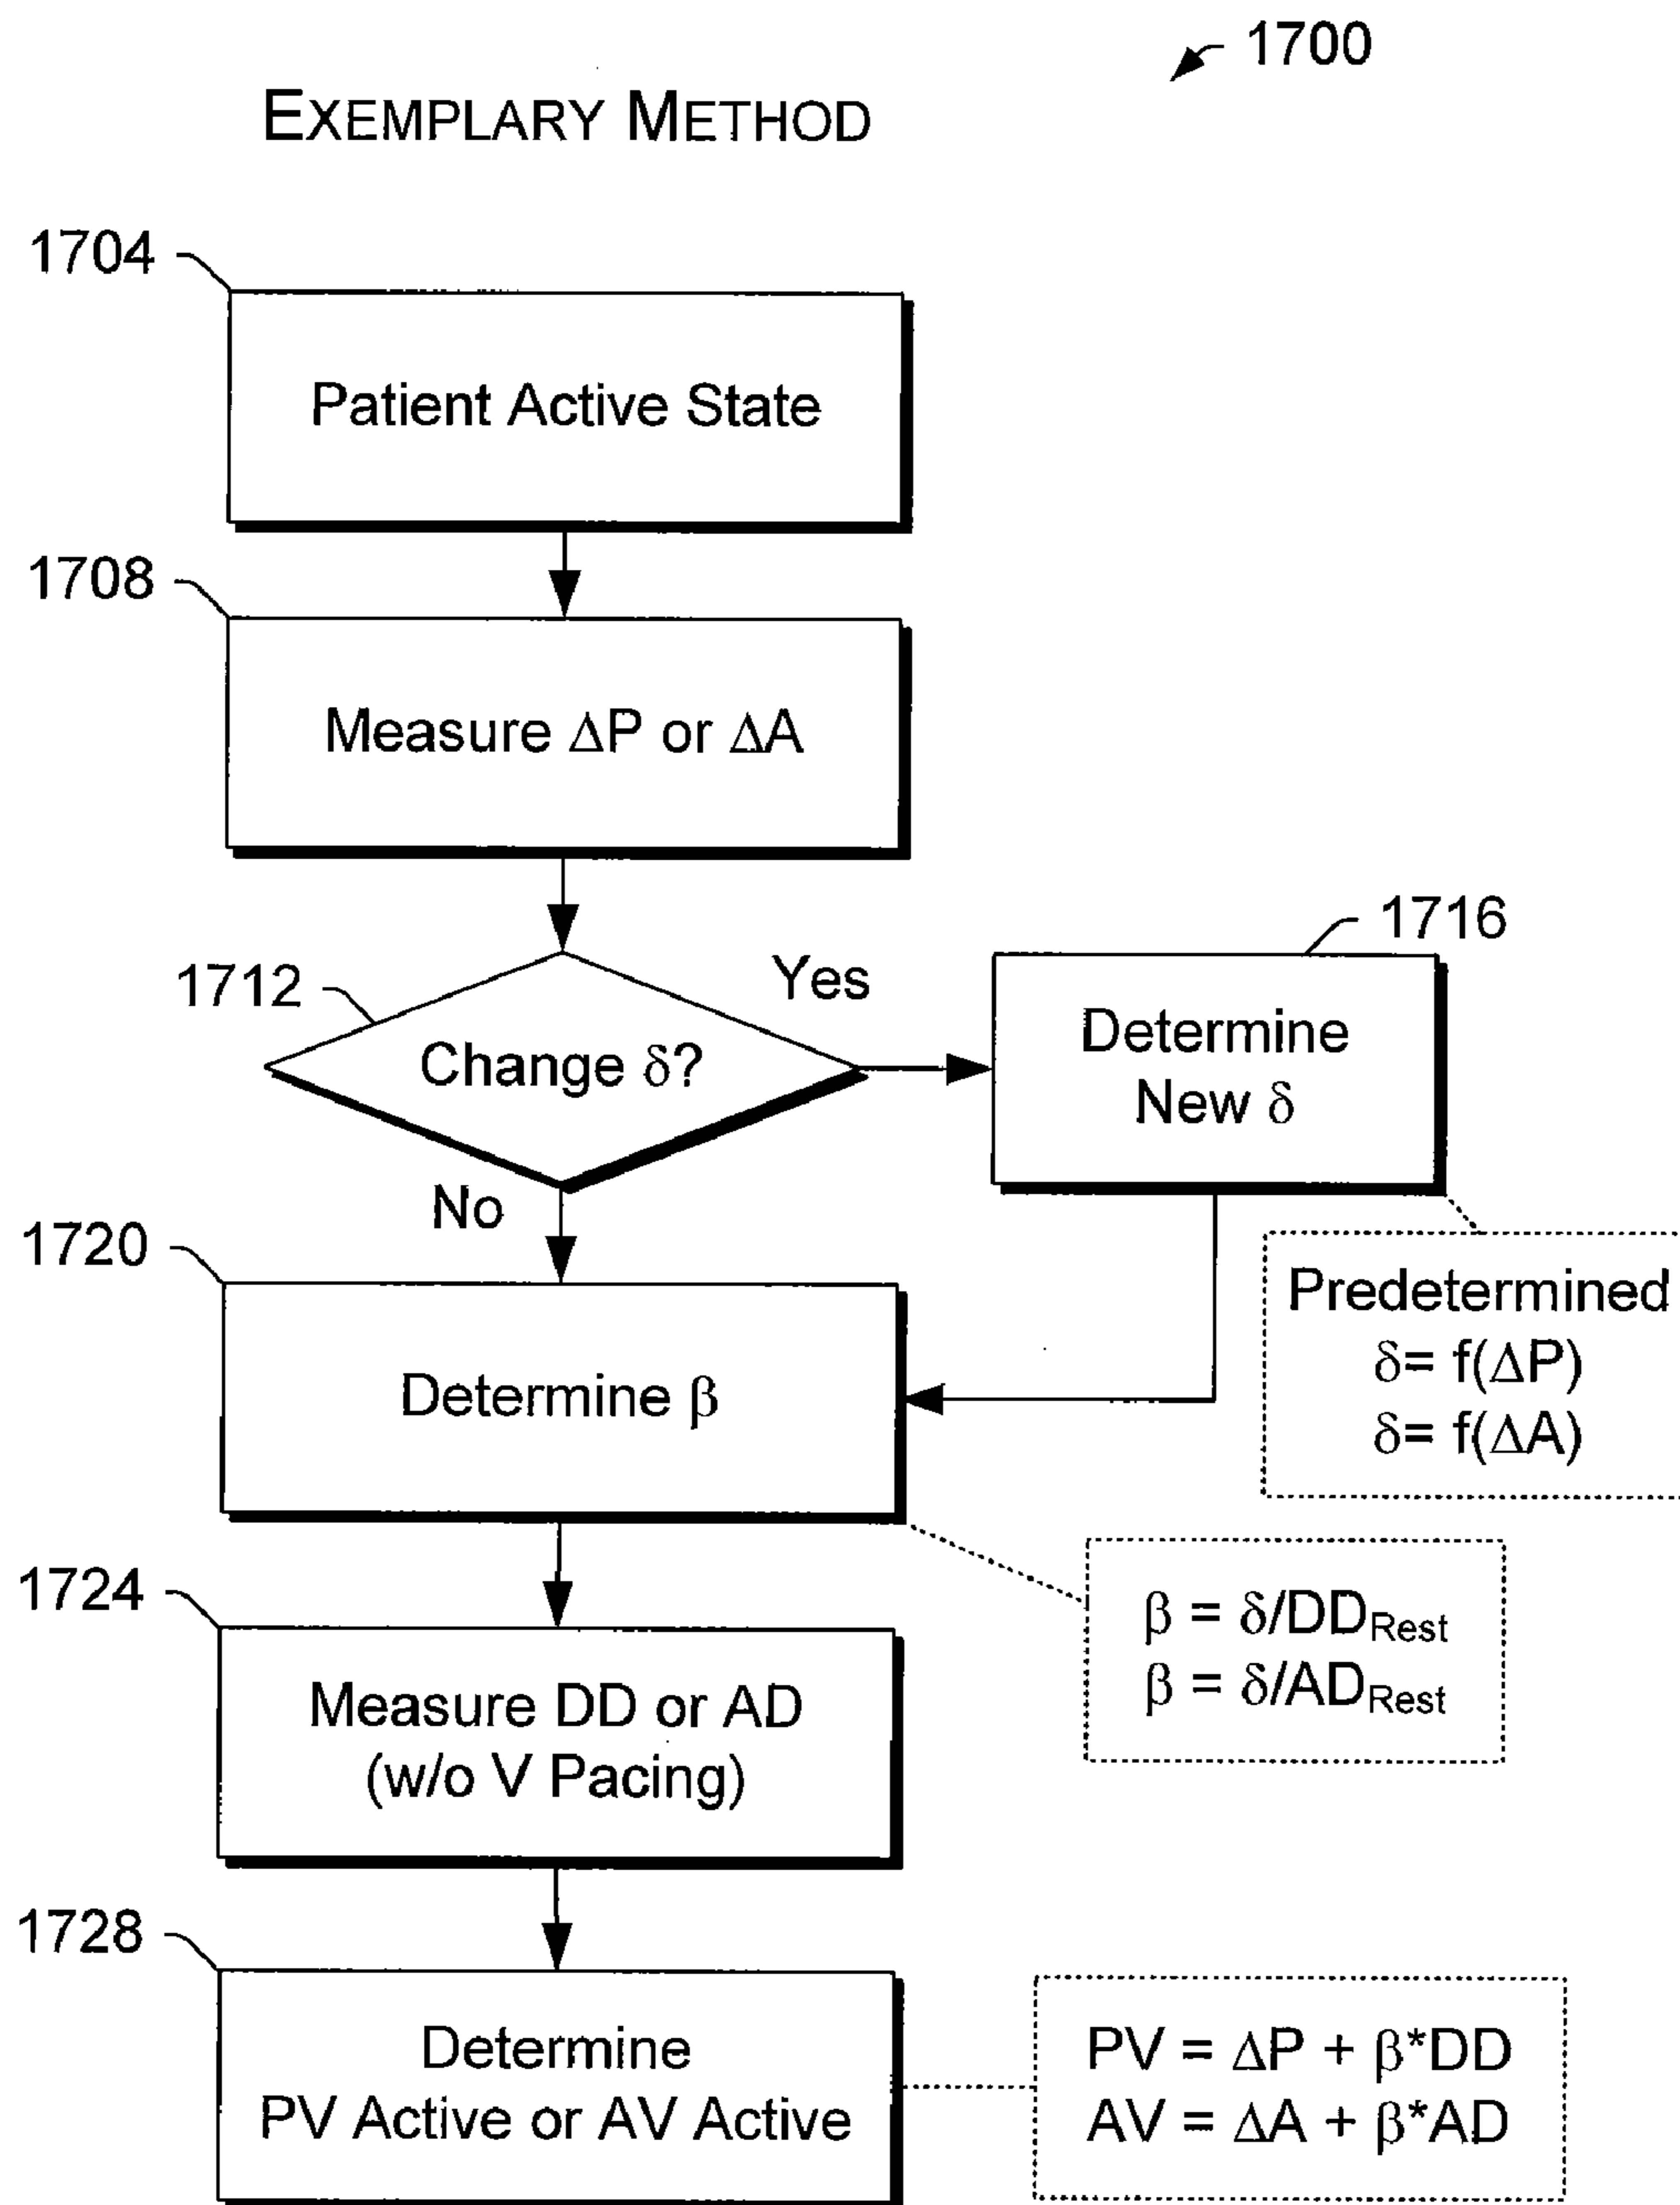 1700
EXEMPLARY METHOD
1704
Patient Active State
1708
Measure ΔP or ΔA
1712
Change δ?
Yes
No
1716
Determine
New δ
Predetermined
δ= f(ΔP)
δ= f(ΔA)
1720
Determine β
β = δ/DDRest
β = δ/ADRest
1724
Measure DD or AD
(w/o V Pacing)
1728
Determine
PV Active or AV Active
PV = ΔP + β*DD
AV = ΔA + β*AD